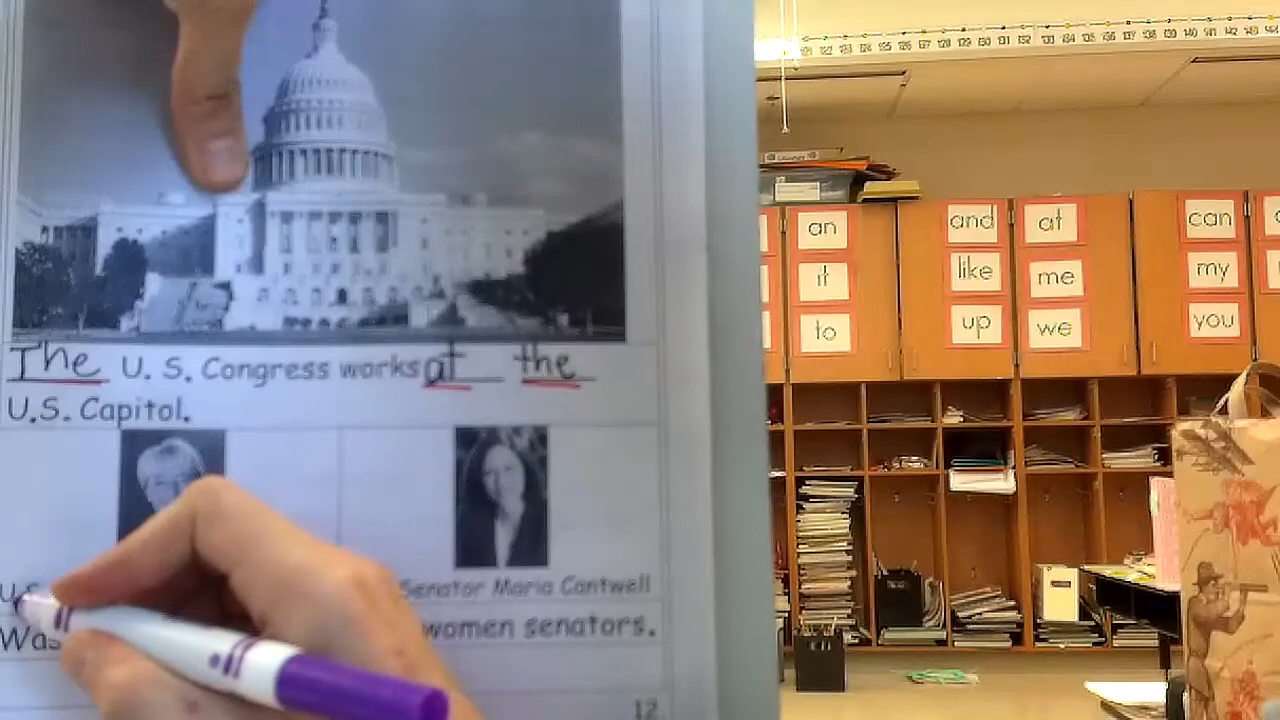 The U. S. Congress works at the
U.S. Capitol.
Senator Maria Cantwell
women senators.
12
an
and
at
can
it
like
me
my
to
up
we
you